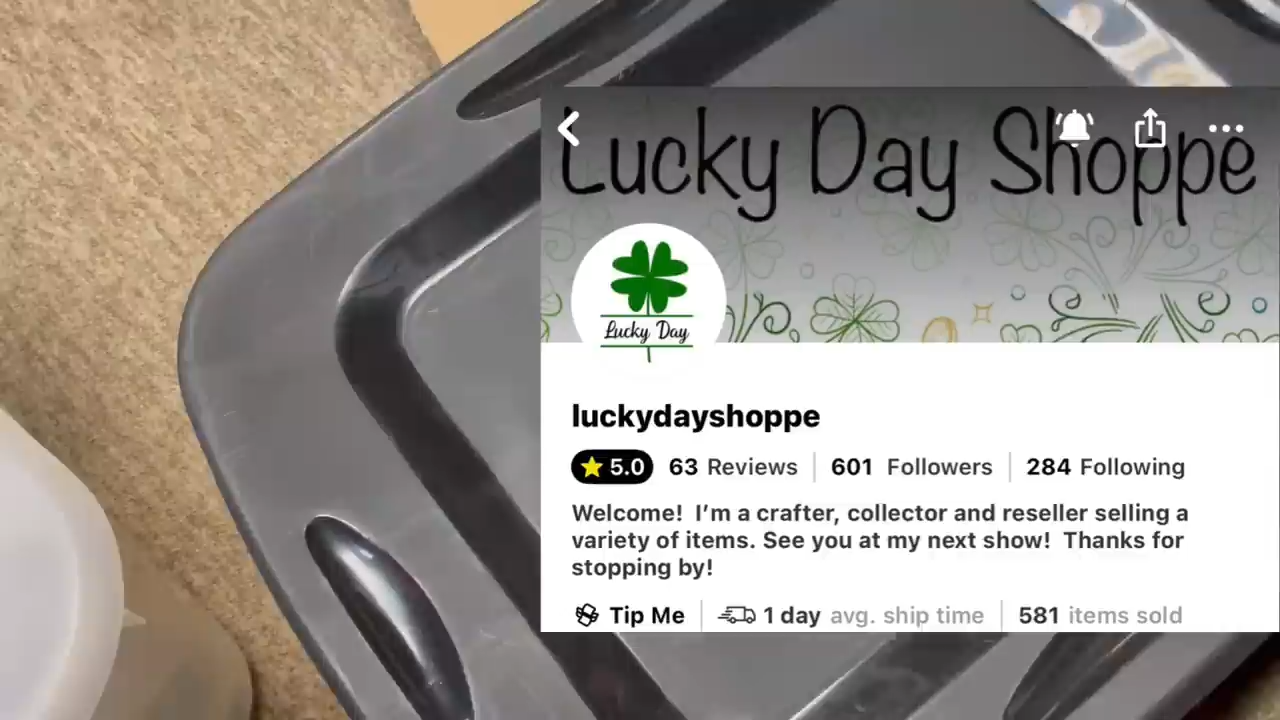 Lucky Day Shoppe
Lucky Day
luckydayshoppe
5.0 63 Reviews 601 Followers 284 Following
Welcome! I’m a crafter, collector and reseller selling a
variety of items. See you at my next show! Thanks for
stopping by!
Tip Me 1 day avg. ship time 581 items sold